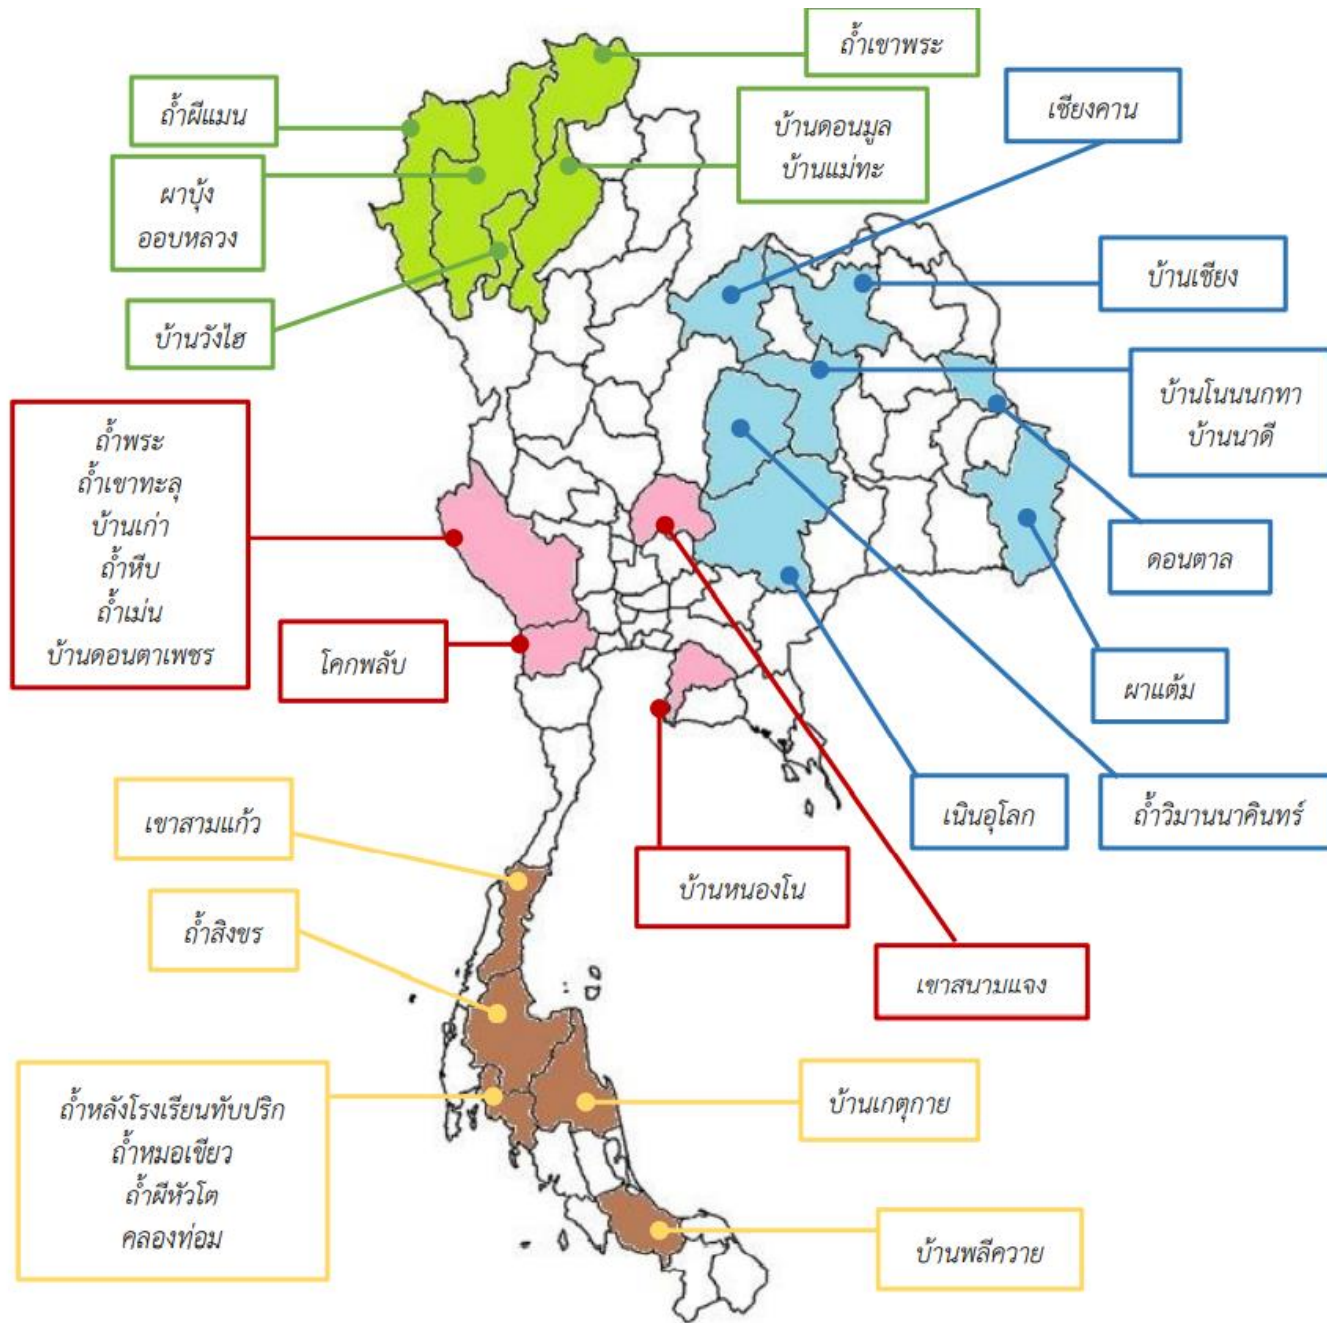 ถ้ำเขาพระ
ถ้ำผีแมน
บ้านดอนมูล
บ้านแม่ทะ
เชียงคาน
ผาบุ้ง
ออบหลวง
บ้านวังไฮ
บ้านเชียง
บ้านโนนนกทา
บ้านนาดี
ถ้ำพระ
ถ้ำเขาทะลุ
บ้านเก่า
ถ้ำหีบ
ถ้ำเม่น
บ้านดอนตาเพชร
โคกพลับ
ดอนตาล
ผาแต้ม
เนินอุโลก
ถ้ำวิมานนาคินทร์
เขาสามแก้ว
บ้านหนองโน
ถ้ำสิงขร
เขาสนามแจง
ถ้ำหลังโรงเรียนทับปริก
ถ้ำหมอเขียว
ถ้ำผีหัวโต
คลองท่อม
บ้านเกตุกาย
บ้านพลีควาย